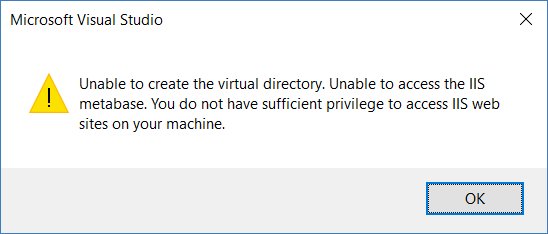 Microsoft Visual Studio
Unable to create the virtual directory. Unable to access the IIS
metabase. You do not have sufficient privilege to access IIS web
sites on your machine.
OK